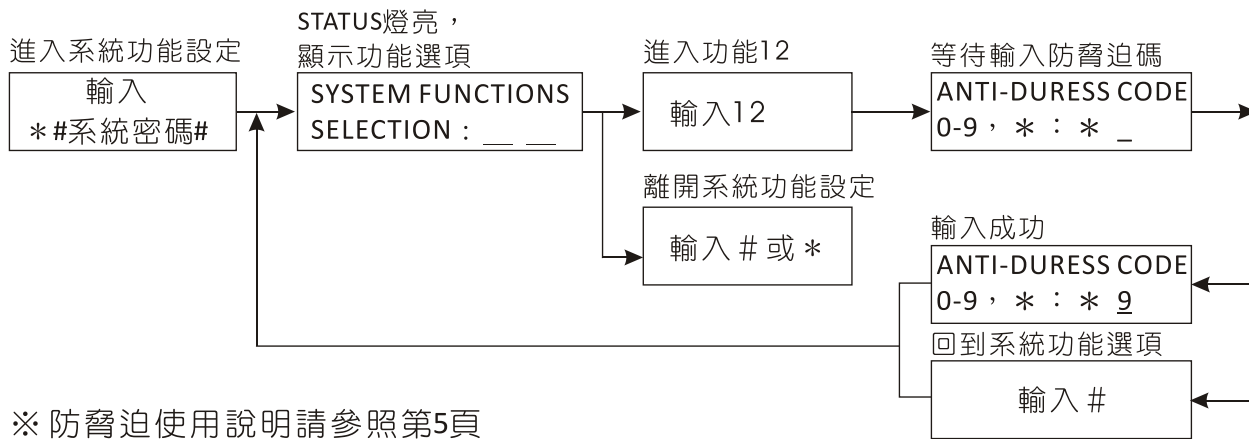 進入系統功能設定
輸入
＊#系統密碼#
STATUS燈亮，
顯示功能選項
SYSTEM FUNCTIONS
SELECTION : __ __
進入功能12
輸入12
離開系統功能設定
輸入＃或＊
等待輸入防脅迫碼
ANTI-DURESS CODE
0-9，＊：＊ _
輸入成功
ANTI-DURESS CODE
0-9，＊：＊ 9
回到系統功能選項
輸入＃
※ 防脅迫使用說明請參照第5頁